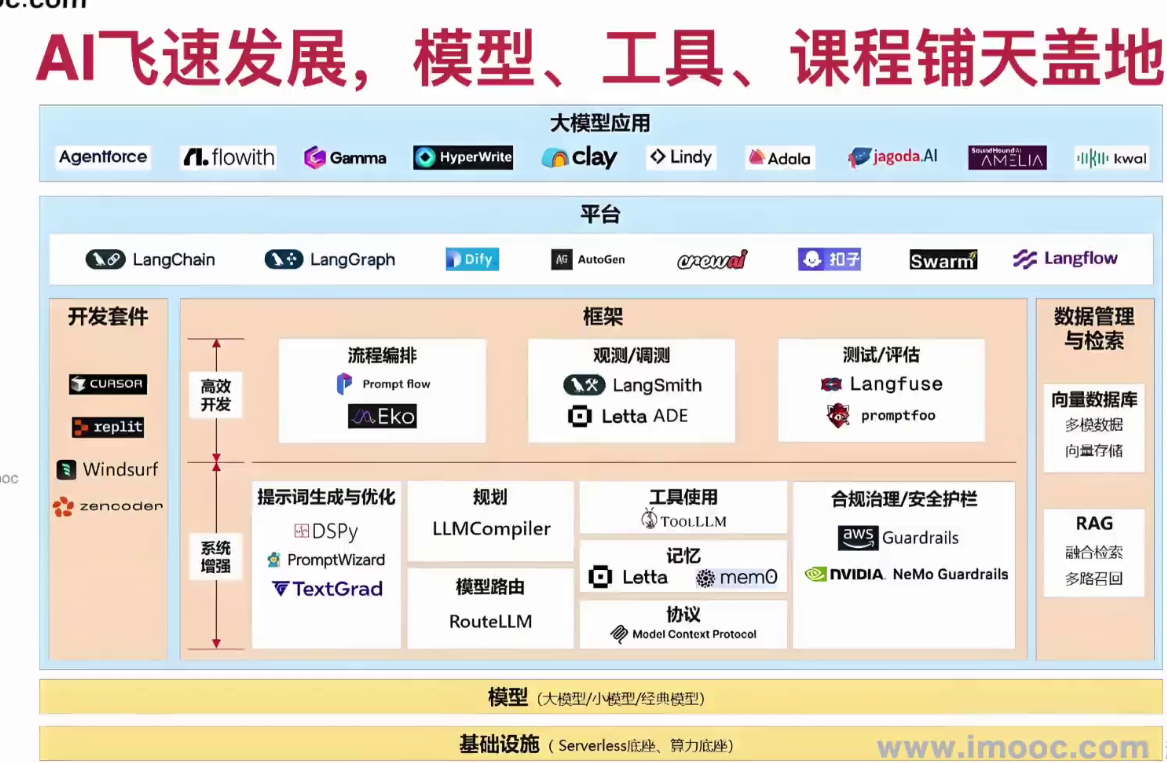 oc.com
AI飞速发展，模型、工具、课程铺天盖地
大模型应用
Agentforce flowith Gamma HyperWrite clay Lindy Adala jagoda.AI SoundHound AI AMELIA kwal
平台
LangChain LangGraph Dify AG AutoGen crewai 扣子 Swarm Langflow
开发套件
CURSOR
replit
Windsurf
zencoder
框架
高效
开发
流程编排
Prompt flow
Eko
观测/调测
LangSmith
Letta ADE
测试/评估
Langfuse
promptfoo
系统
增强
提示词生成与优化
DSPy
PromptWizard
TextGrad
规划
LLMCompiler
模型路由
RouteLLM
工具使用
TOOLLLM
记忆
Letta mem0
协议
Model Context Protocol
合规治理/安全护栏
aws Guardrails
NVIDIA. NeMo Guardrails
数据管理
与检索
向量数据库
多模数据
向量存储
RAG
融合检索
多路召回
ooc
模型（大模型/小模型/经典模型）
基础设施（ Serverless底座、算力底座）
www.imooc.com